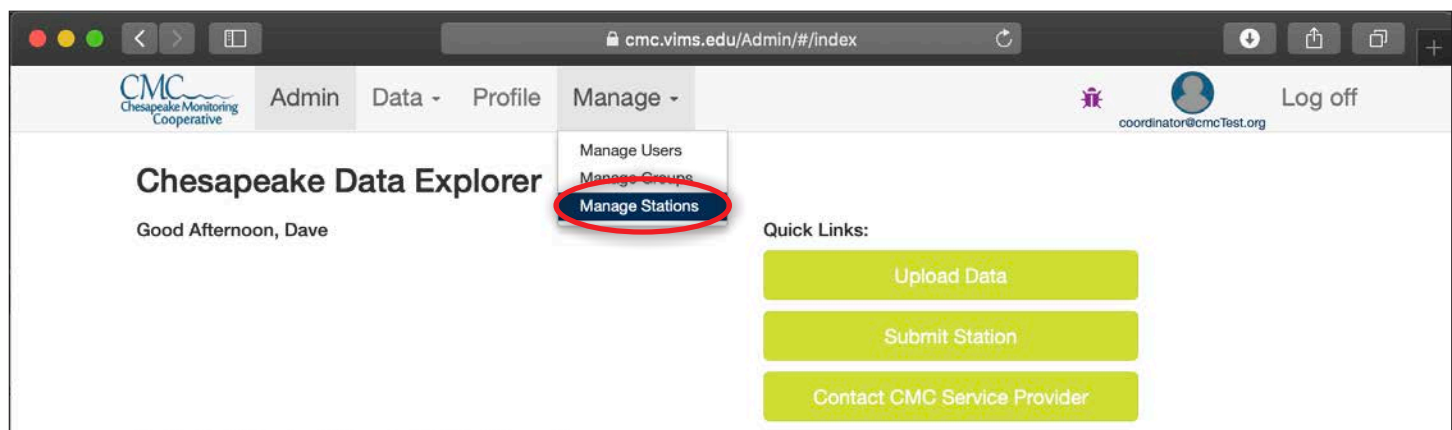 cmc.vims.edu/Admin/#/index
CMC
Chesapeake Monitoring
Cooperative
Admin
Data
Profile
Manage
coordinator@cmcTest.org
Log off
Manage Users
Manage Groups
Manage Stations
Chesapeake Data Explorer
Good Afternoon, Dave
Quick Links:
Upload Data
Submit Station
Contact CMC Service Provider